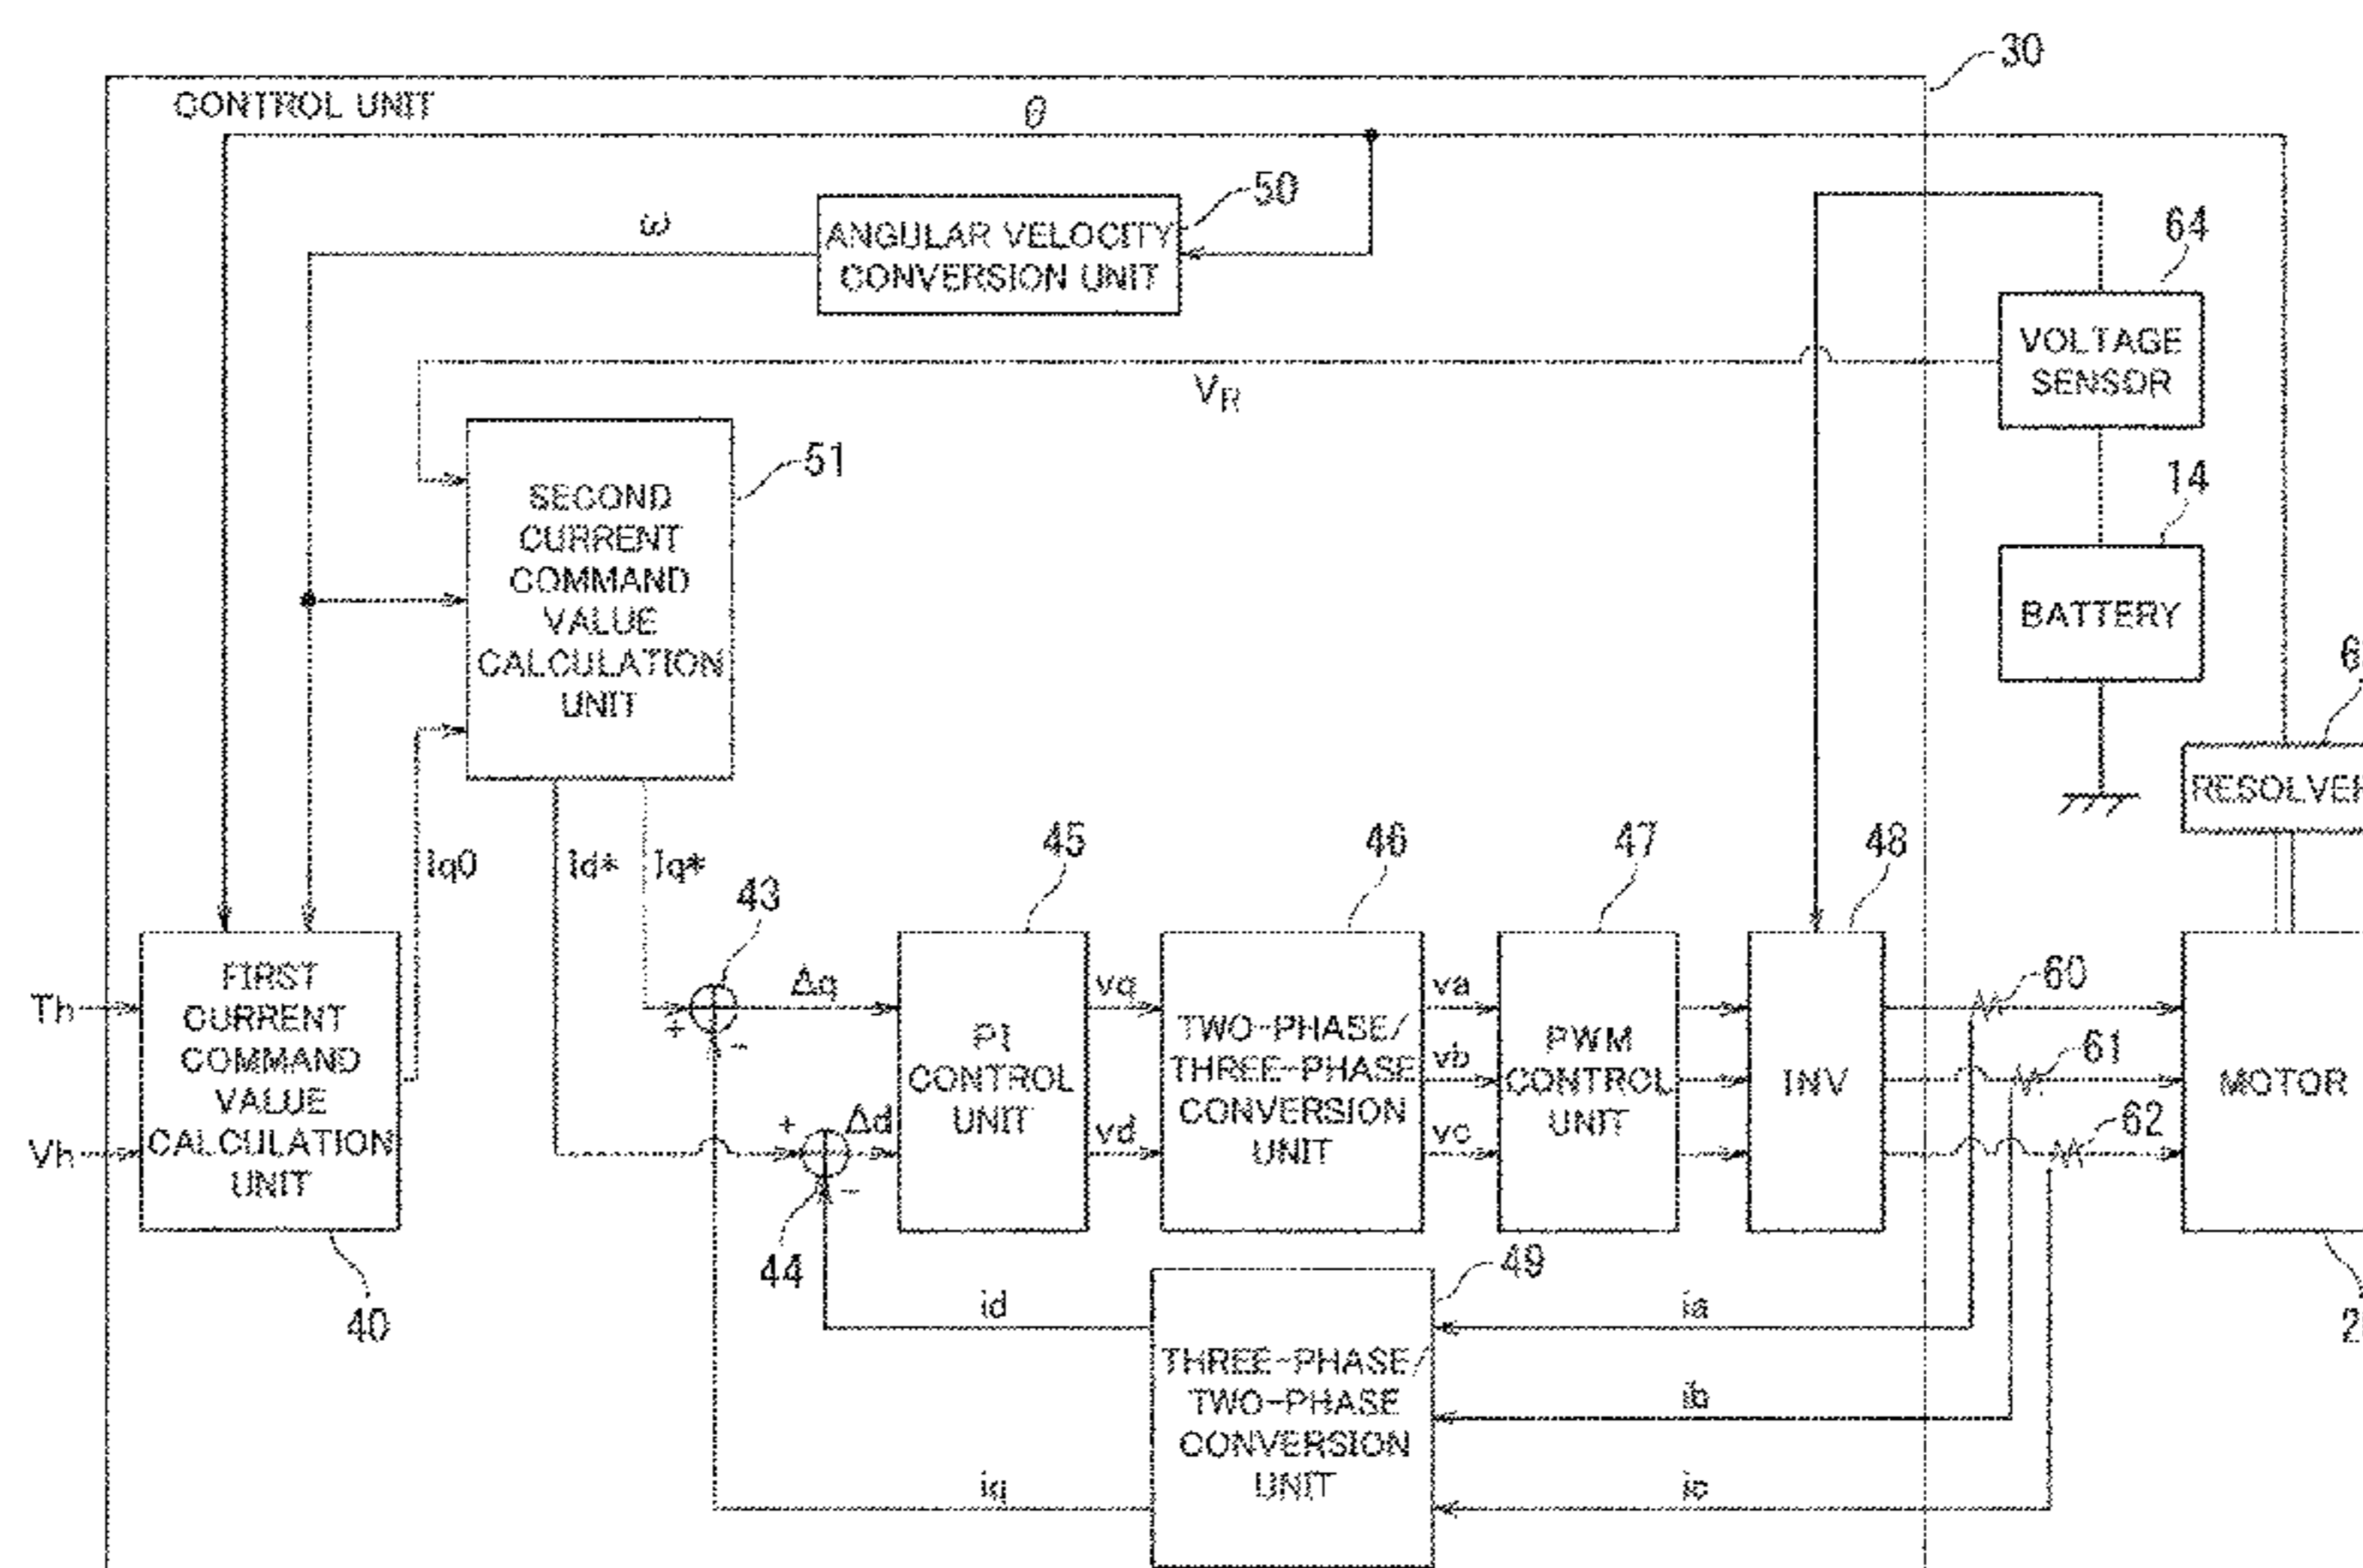 30
CONTROL UNIT
θ
50
ω
ANGULAR VELOCITY
CONVERSION UNIT
64
VOLTAGE
SENSOR
VR
51
SECOND
CURRENT
COMMAND
VALUE
CALCULATION
UNIT
14
BATTERY
RESOLVER
Iq0
Id*
Iq*
43
45
46
47
48
FIRST
CURRENT
COMMAND
VALUE
CALCULATION
UNIT
Th
Vh
40
+
-
Δq
+
Δd
-
44
PI
CONTROL
UNIT
vq
vd
TWO-PHASE/
THREE-PHASE
CONVERSION
UNIT
va
vb
vc
PWM
CONTROL
UNIT
INV
60
61
62
MOTOR
49
THREE-PHASE/
TWO-PHASE
CONVERSION
UNIT
id
iq
ia
ib
ic